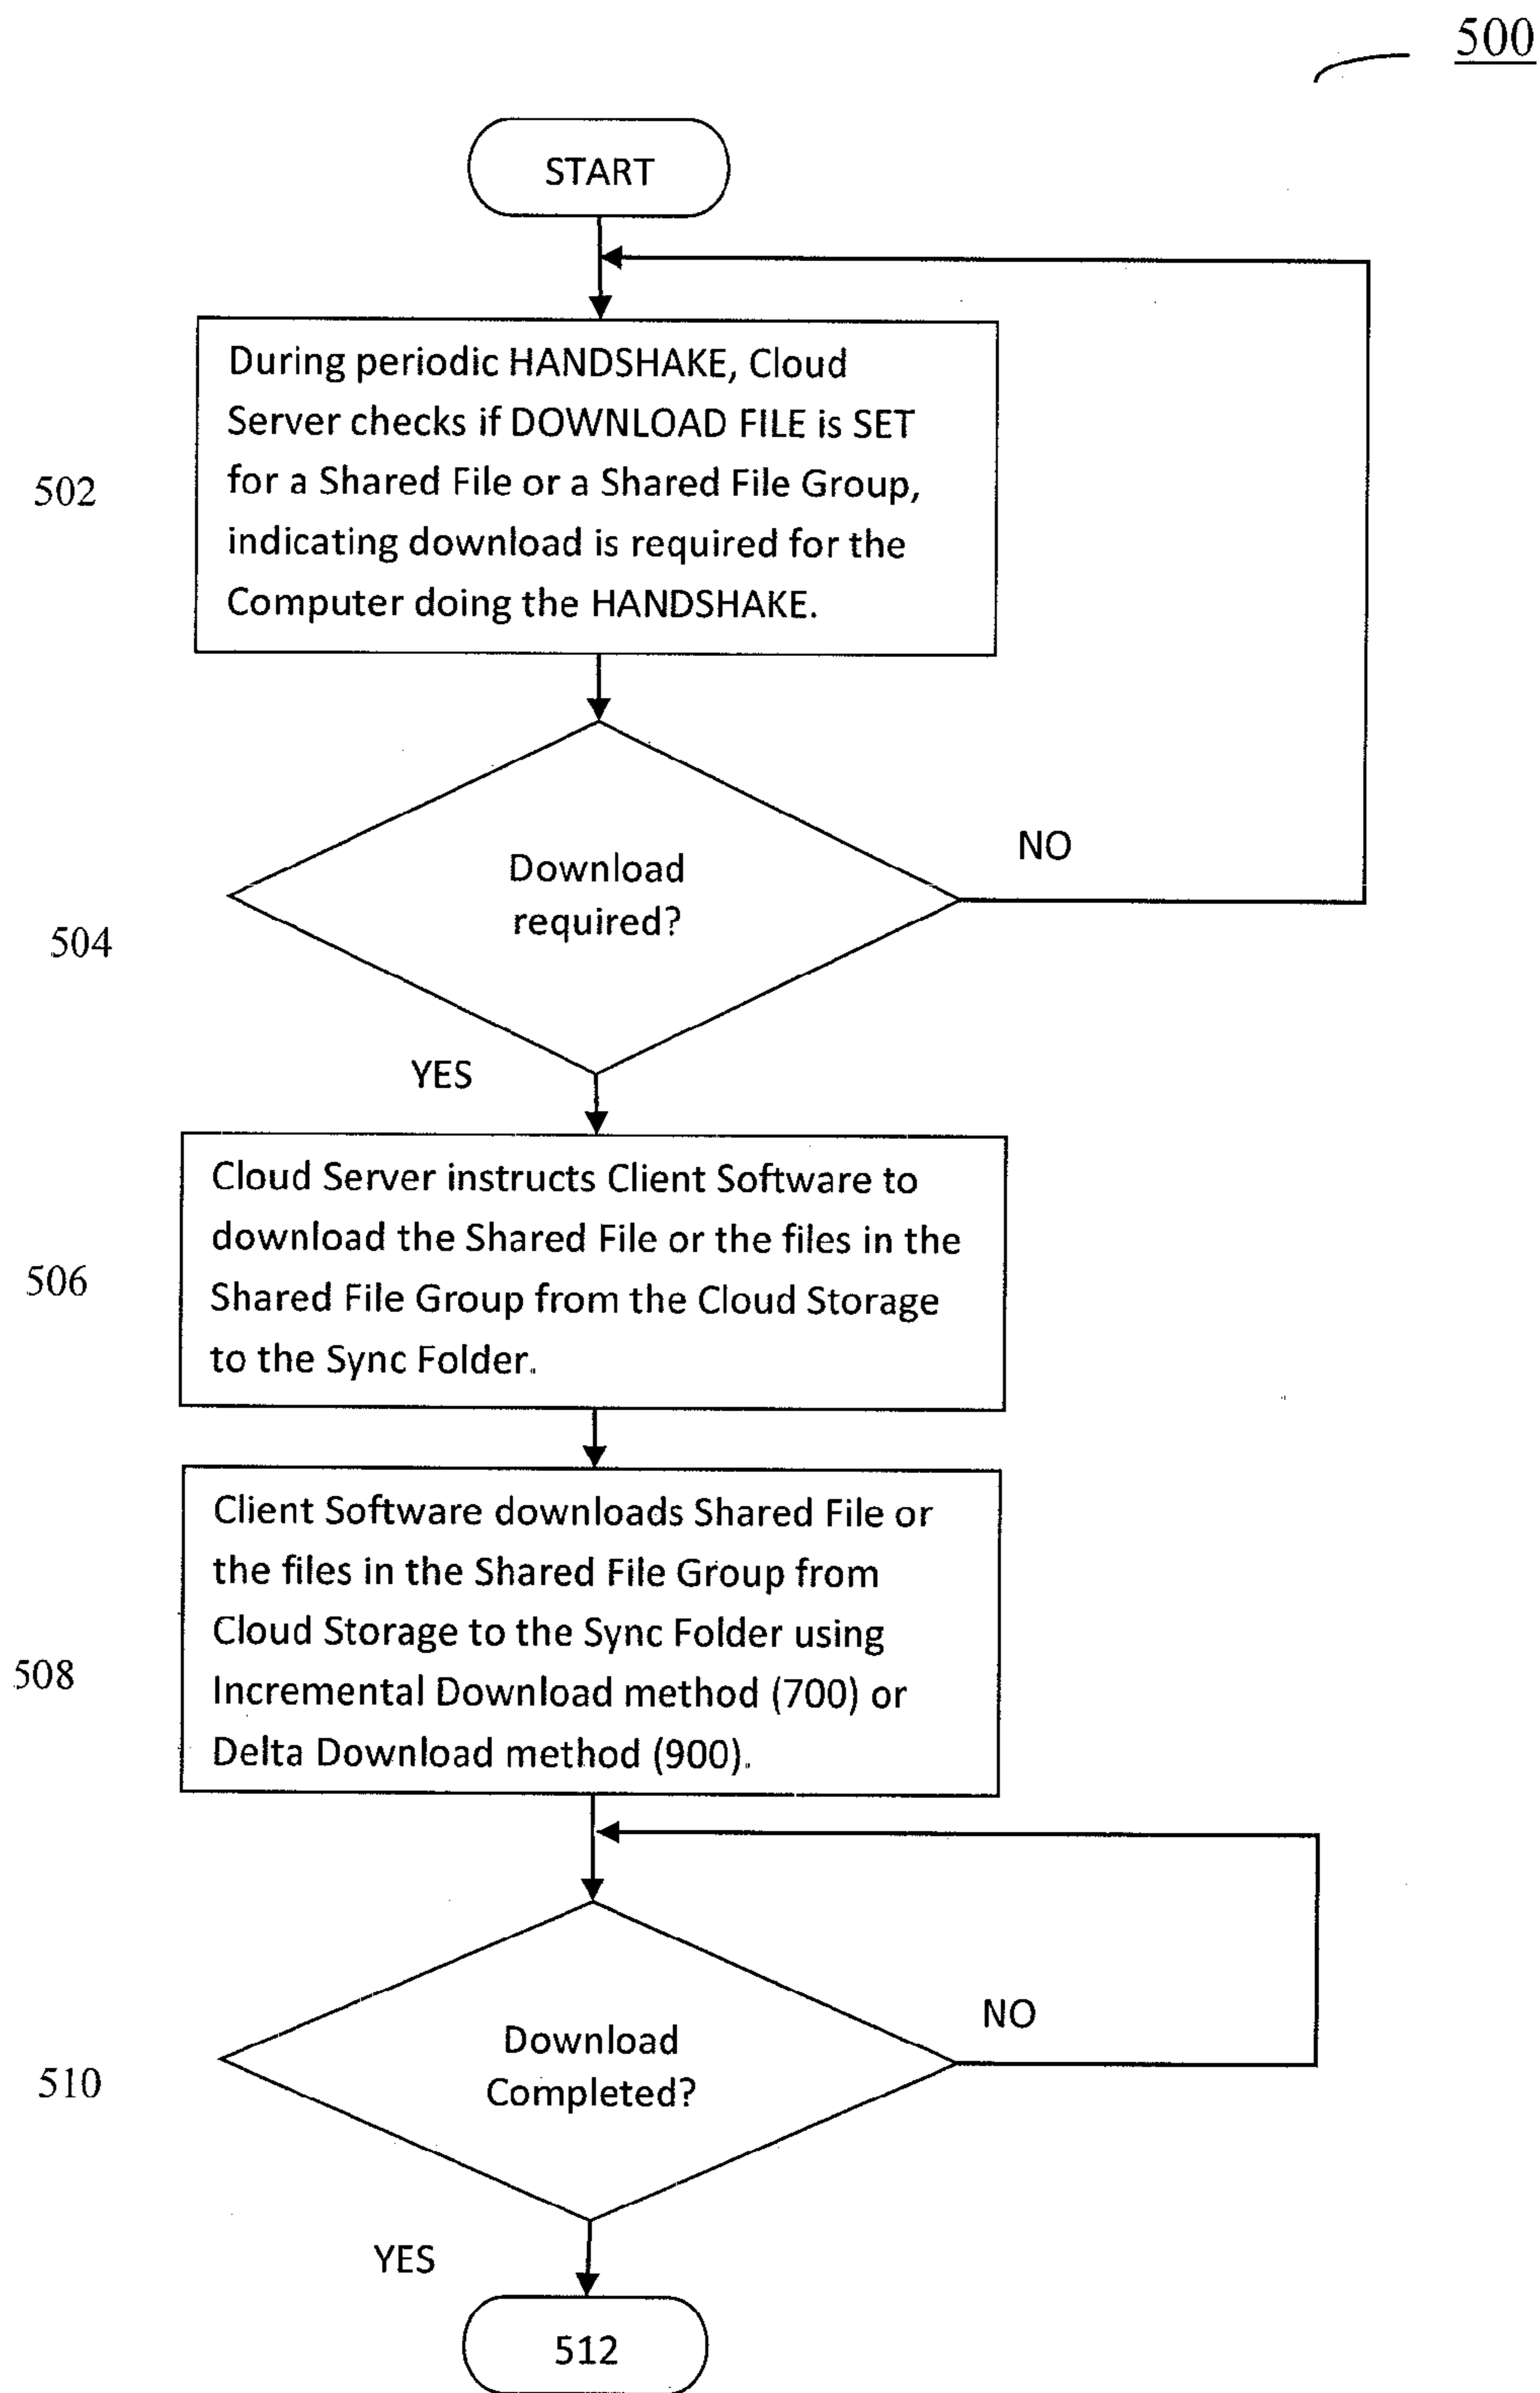 500
START
During periodic HANDSHAKE, Cloud
Server checks if DOWNLOAD FILE is SET
for a Shared File or a Shared File Group,
indicating download is required for the
Computer doing the HANDSHAKE.
502
Download
required?
NO
504
YES
Cloud Server instructs Client Software to
download the Shared File or the files in the
Shared File Group from the Cloud Storage
to the Sync Folder.
506
Client Software downloads Shared File or
the files in the Shared File Group from
Cloud Storage to the Sync Folder using
Incremental Download method (700) or
Delta Download method (900).
508
Download
Completed?
NO
510
YES
512